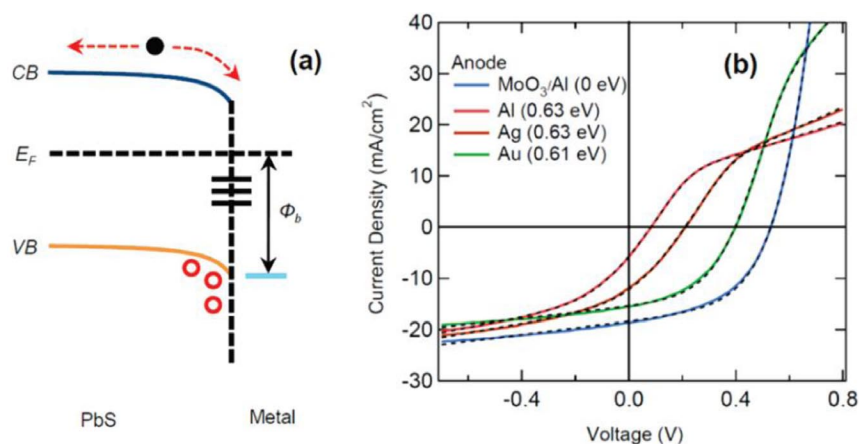 (a)
CB
E_F
Φ_b
VB
PbS
Metal
(b)
40
30
20
10
0
-10
-20
-30
Current Density (mA/cm²)
Anode
MoO₃/Al (0 eV)
Al (0.63 eV)
Ag (0.63 eV)
Au (0.61 eV)
-0.4
0.0
0.4
0.8
Voltage (V)